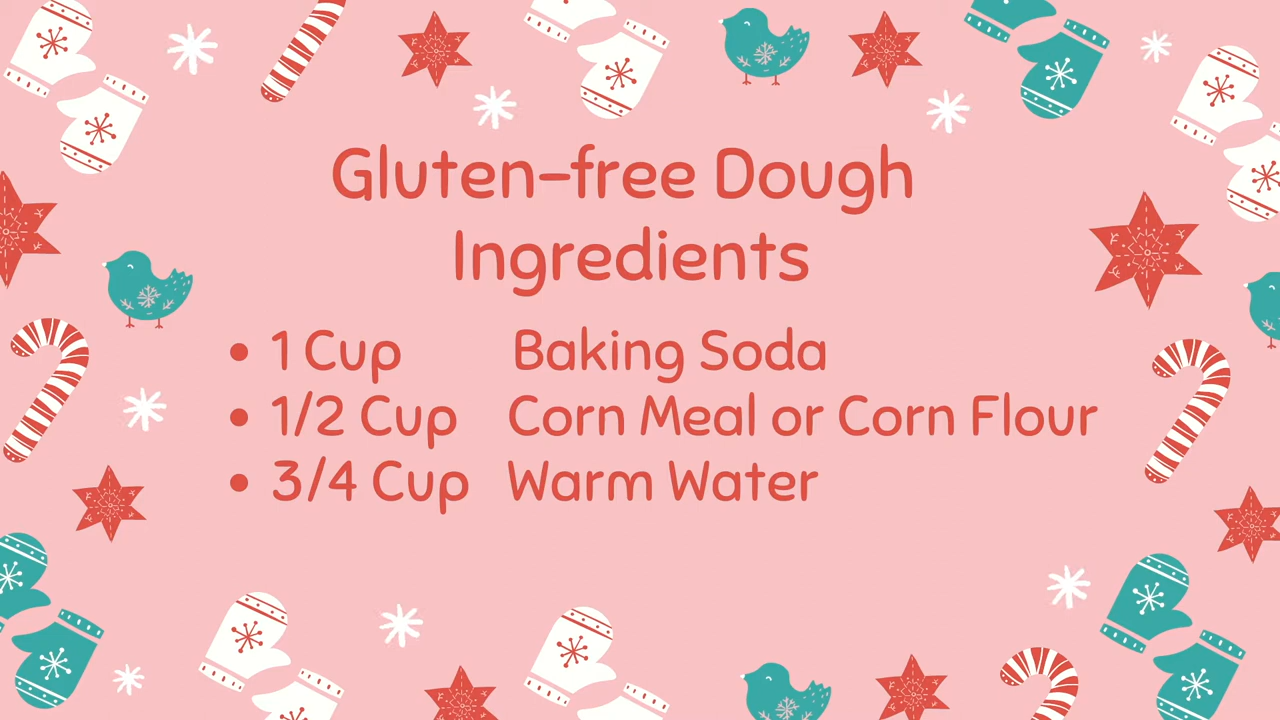 Gluten-free Dough
Ingredients
• 1 Cup Baking Soda
• 1/2 Cup Corn Meal or Corn Flour
• 3/4 Cup Warm Water